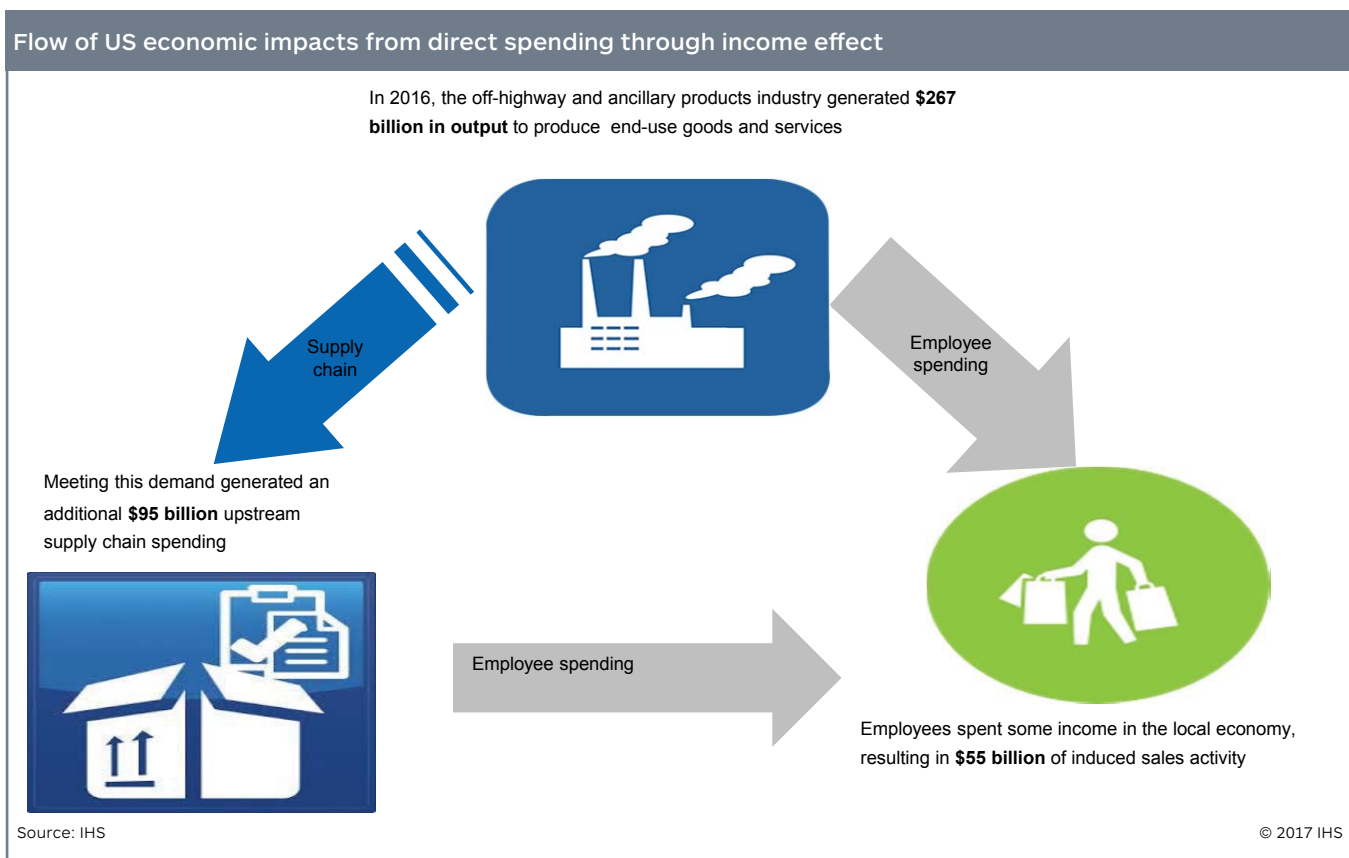 Flow of US economic impacts from direct spending through income effect
In 2016, the off-highway and ancillary products industry generated $267
billion in output to produce end-use goods and services
Supply
chain
Employee
spending
Meeting this demand generated an
additional $95 billion upstream
supply chain spending
Employee spending
Employees spent some income in the local economy,
resulting in $55 billion of induced sales activity
Source: IHS
© 2017 IHS